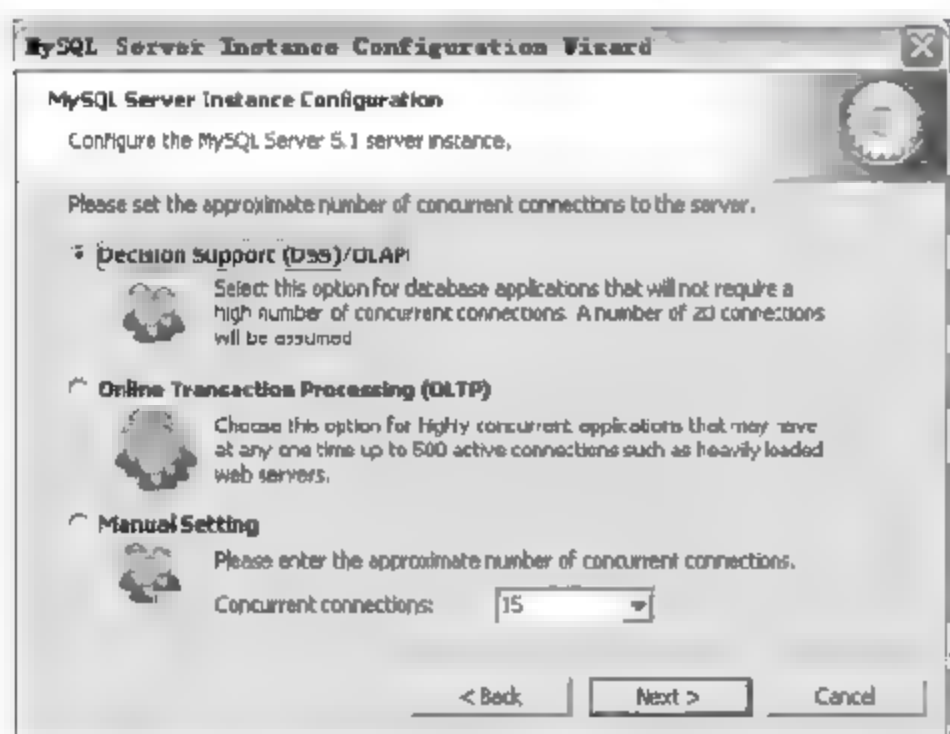 MySQL Server Instance Configuration Wizard
MySQL Server Instance Configuration
Configure the MySQL Server 5.1 server instance.
Please set the approximate number of concurrent connections to the server.
Decision Support (DSS)/OLAP
Select this option for database applications that will not require a
high number of concurrent connections. A number of 20 connections
will be assumed
Online Transaction Processing (OLTP)
Choose this option for highly concurrent applications that may have
at any one time up to 500 active connections such as heavily loaded
web servers.
Manual Setting
Please enter the approximate number of concurrent connections.
Concurrent connections: 15
< Back Next > Cancel